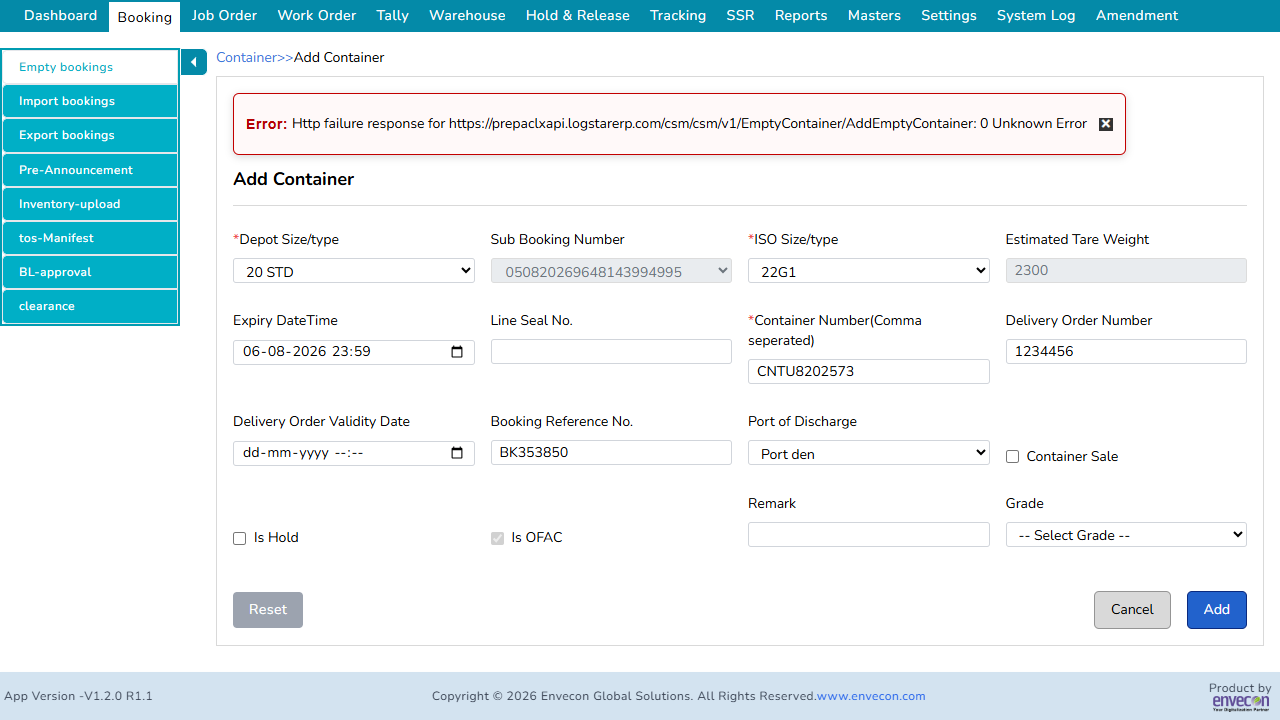 Dashboard Booking Job Order Work Order Tally Warehouse Hold & Release Tracking SSR Reports Masters Settings System Log Amendment
Empty bookings
Import bookings
Export bookings
Pre-Announcement
Inventory-upload
tos-Manifest
BL-approval
clearance
Container>>Add Container
Error: Http failure response for https://prepaclxapi.logstarerp.com/csm/csm/v1/EmptyContainer/AddEmptyContainer: 0 Unknown Error
Add Container
*Depot Size/type Sub Booking Number *ISO Size/type Estimated Tare Weight
20 STD 050820269648143994995 22G1 2300
Expiry DateTime Line Seal No. *Container Number(Comma Delivery Order Number
seperated)
06-08-2026 23:59 1234456
CNTU8202573
Delivery Order Validity Date Booking Reference No. Port of Discharge
dd-mm-yyyy --:-- BK353850 Port den Container Sale
Remark Grade
Is Hold Is OFAC -- Select Grade --
Reset Cancel Add
App Version -V1.2.0 R1.1 Copyright © 2026 Envecon Global Solutions. All Rights Reserved.www.envecon.com Product by
envecon
Your Digitalization Partner